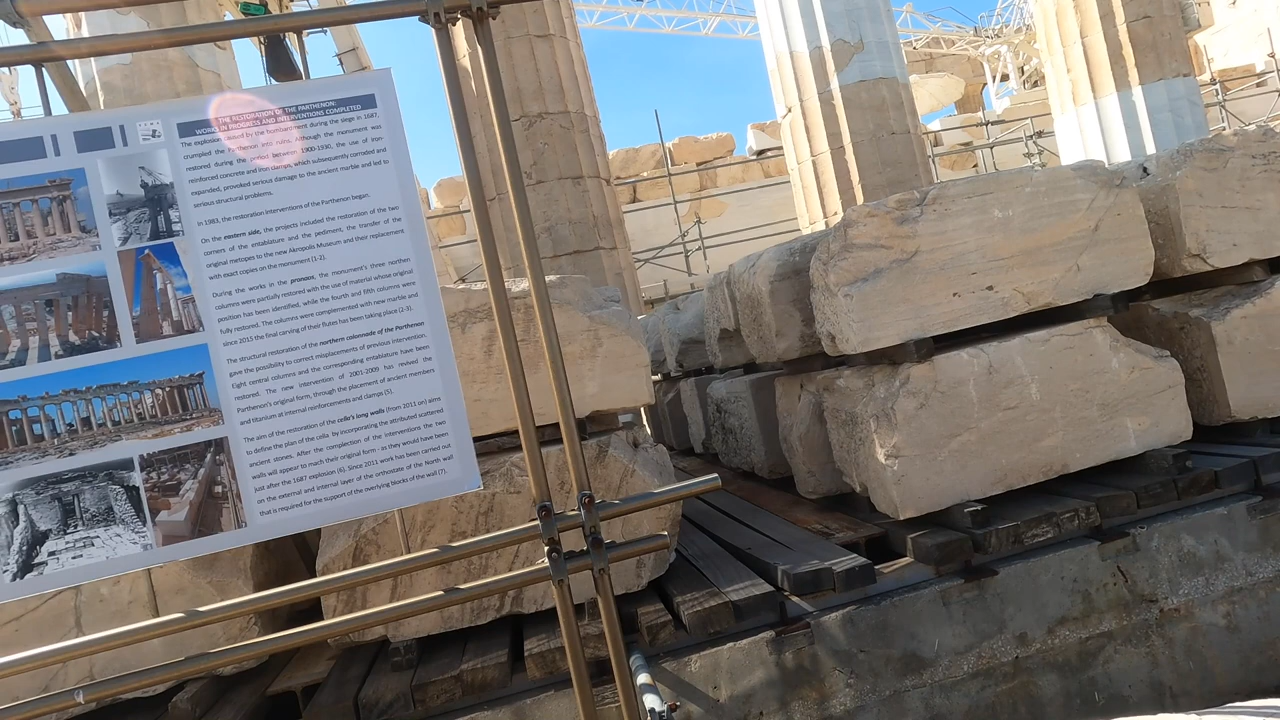 THE RESTORATION OF THE PARTHENON:
WORKS IN PROGRESS AND INTERVENTIONS COMPLETED
The explosion caused by the bombardment during the siege in 1687,
crumpled the Parthenon into ruins. Although the monument was
restored during the period between 1900-1930, the use of iron-
reinforced concrete and iron clamps, which subsequently corroded and
expanded, provoked serious damage to the ancient marble and led to
serious structural problems.
In 1983, the restoration interventions of the Parthenon began.
On the eastern side, the projects included the restoration of the two
corners of the entablature and the pediment, the transfer of the
original metopes to the new Akropolis Museum and their replacement
with exact copies on the monument (1-2).
During the works in the pronaos, the monument's three northern
columns were partially restored with the use of material whose original
position has been identified, while the fourth and fifth columns were
fully restored. The columns were complemented with new marble and
since 2015 the final carving of their flutes has been taking place (2-3).
The structural restoration of the northern colonnade of the Parthenon
gave the possibility to correct misplacements of previous intervention.
Eight central columns and the corresponding entablature have been
restored. The new intervention of 2001-2009 has revived the
Parthenon's original form, through the placement of ancient members
and titanium at internal reinforcements and clamps (5).
The aim of the restoration of the cella's long walls (from 2011 on) aims
to define the plan of the cella by incorporating the attributed scattered
ancient stones. After the complection of the interventions the two
walls will appear to mach their original form - as they would have been
just after the 1687 explosion (6). Since 2011 work has been carried out
on the external and internal layer of the orthostate of the North wall
that is required for the support of the overlying blocks of the wall (7).